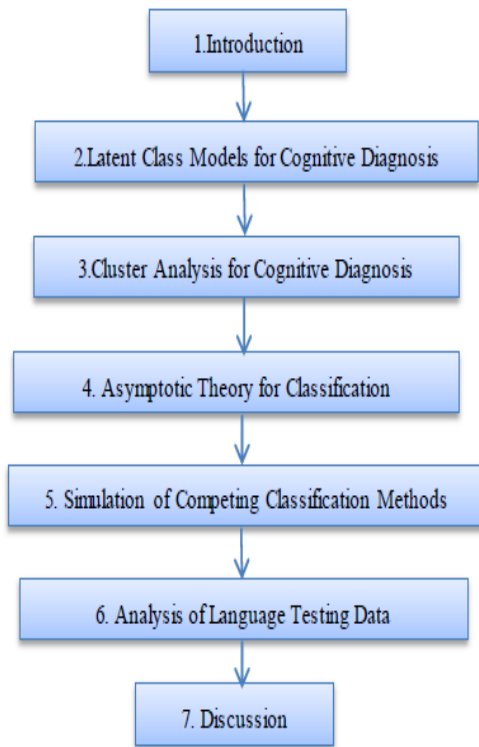 1.Introduction
2.Latent Class Models for Cognitive Diagnosis
3.Cluster Analysis for Cognitive Diagnosis
4. Asymptotic Theory for Classification
5. Simulation of Competing Classification Methods
6. Analysis of Language Testing Data
7. Discussion